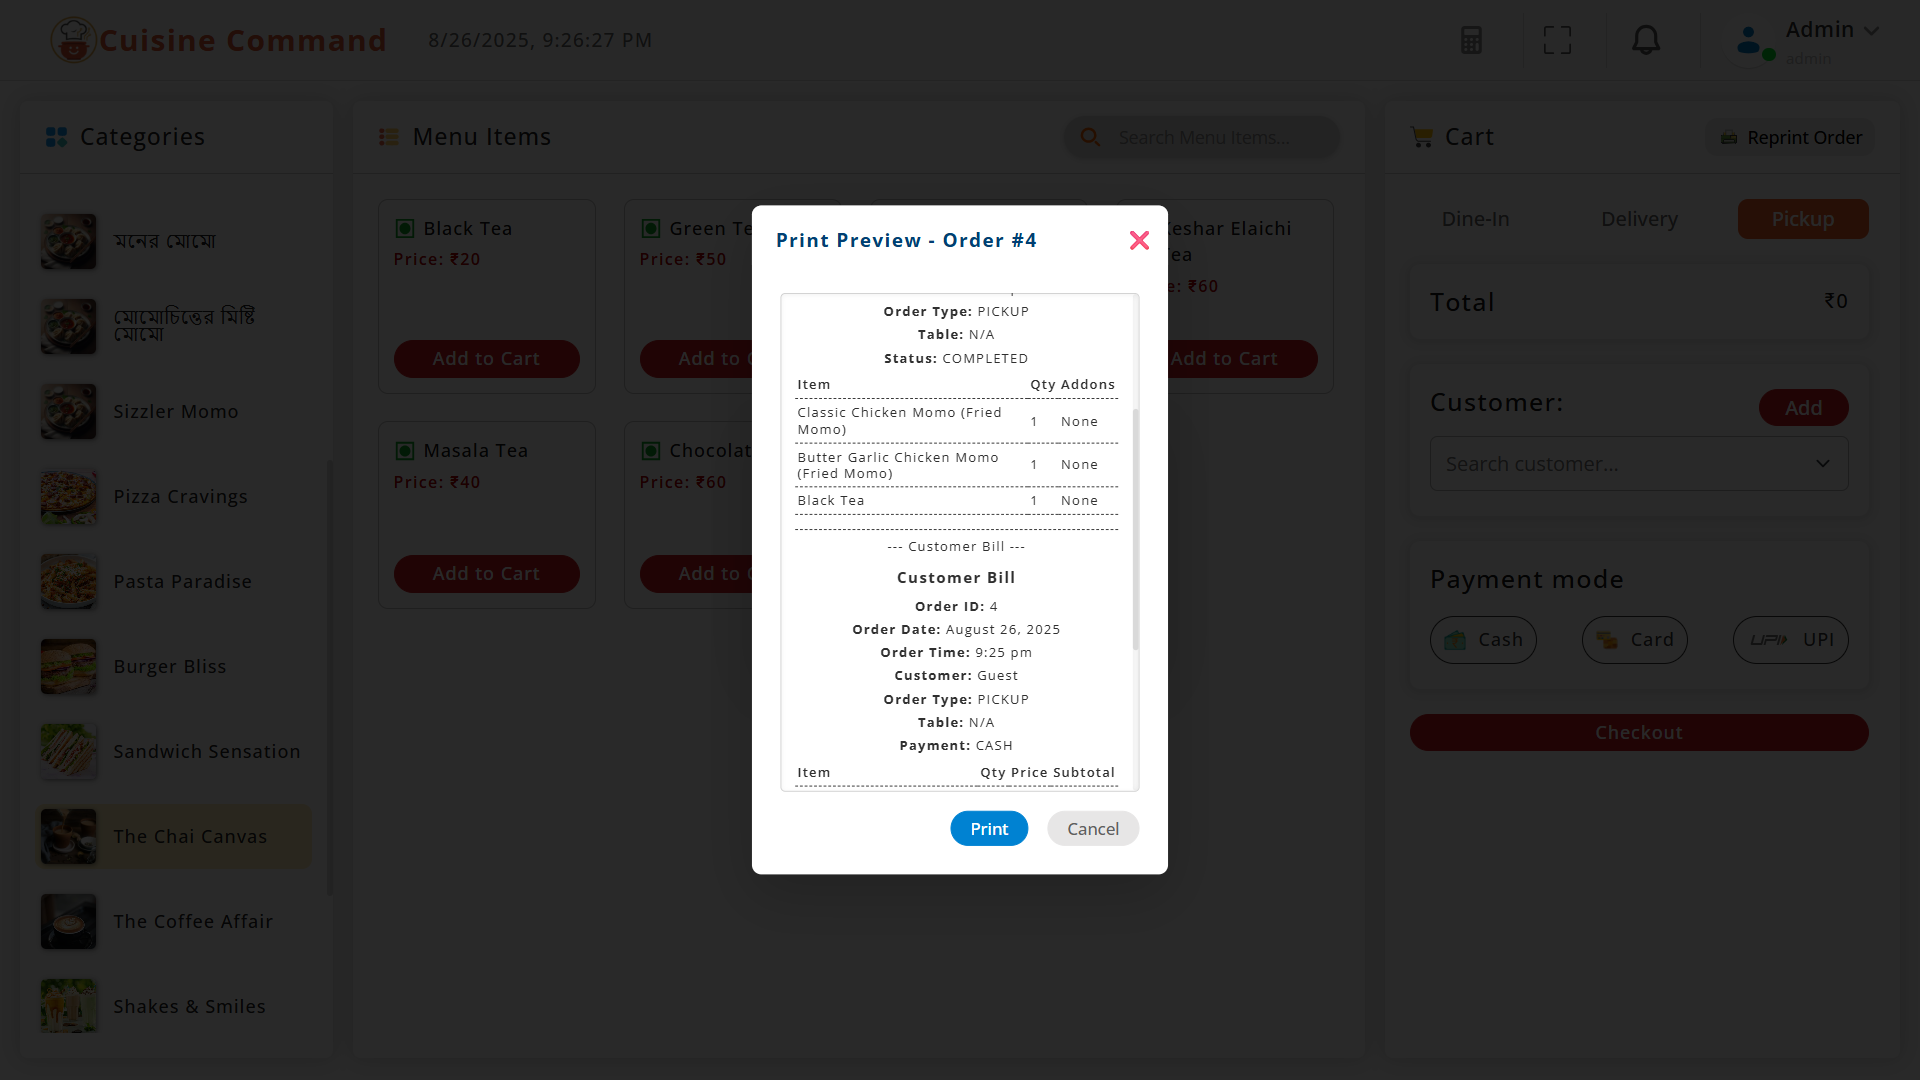 Cuisine Command
8/26/2025, 9:26:27 PM
Admin
admin
Categories
মনের মোমো
মোমোচিত্তের মিষ্টি
মোমো
Sizzler Momo
Pizza Cravings
Pasta Paradise
Burger Bliss
Sandwich Sensation
The Chai Canvas
The Coffee Affair
Shakes & Smiles
Menu Items
Search Menu Items...
Black Tea
Price: ₹20
Add to Cart
Green Te
Price: ₹50
Add to C
Keshar Elaichi
ea
e: ₹60
Add to Cart
Masala Tea
Price: ₹40
Add to Cart
Chocolat
Price: ₹60
Add to C
Print Preview - Order #4
Order Type: PICKUP
Table: N/A
Status: COMPLETED
Item Qty Addons
Classic Chicken Momo (Fried
Momo) 1 None
Butter Garlic Chicken Momo
(Fried Momo) 1 None
Black Tea 1 None
--- Customer Bill ---
Customer Bill
Order ID: 4
Order Date: August 26, 2025
Order Time: 9:25 pm
Customer: Guest
Order Type: PICKUP
Table: N/A
Payment: CASH
Item Qty Price Subtotal
Print Cancel
Cart
Reprint Order
Dine-In Delivery Pickup
Total ₹0
Customer:
Add
Search customer...
Payment mode
Cash Card UPI UPI
Checkout